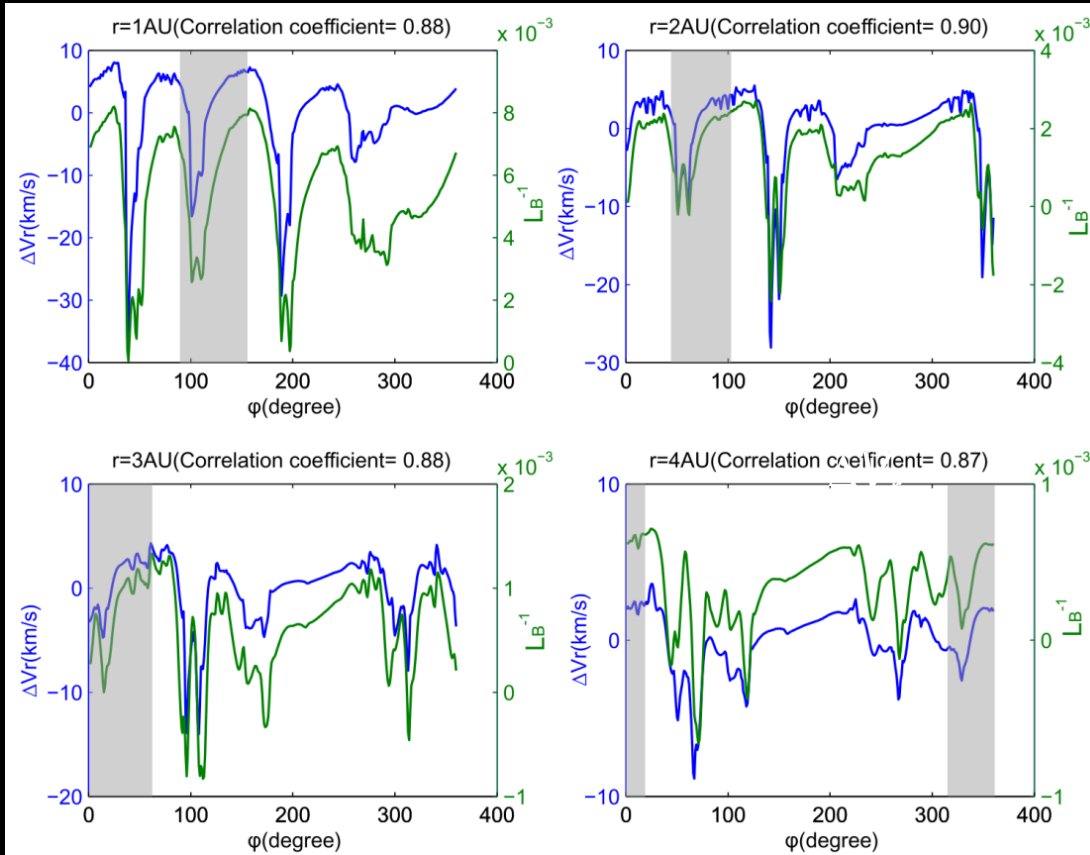 r=1AU(Correlation coefficient= 0.88)
x 10⁻³
10
0
−10
−20
−30
−40
ΔVr(km/s)
8
6
4
2
0
L_B⁻¹
0 100 200 300 400
φ(degree)
r=2AU(Correlation coefficient= 0.90)
x 10⁻³
10
0
−10
−20
−30
ΔVr(km/s)
4
2
0
−2
−4
L_B⁻¹
0 100 200 300 400
φ(degree)
r=3AU(Correlation coefficient= 0.88)
x 10⁻³
10
0
−10
−20
ΔVr(km/s)
2
1
0
−1
L_B⁻¹
0 100 200 300 400
φ(degree)
r=4AU(Correlation coefficient= 0.87)
x 10⁻³
10
0
−10
ΔVr(km/s)
1
0
−1
L_B⁻¹
0 100 200 300 400
φ(degree)